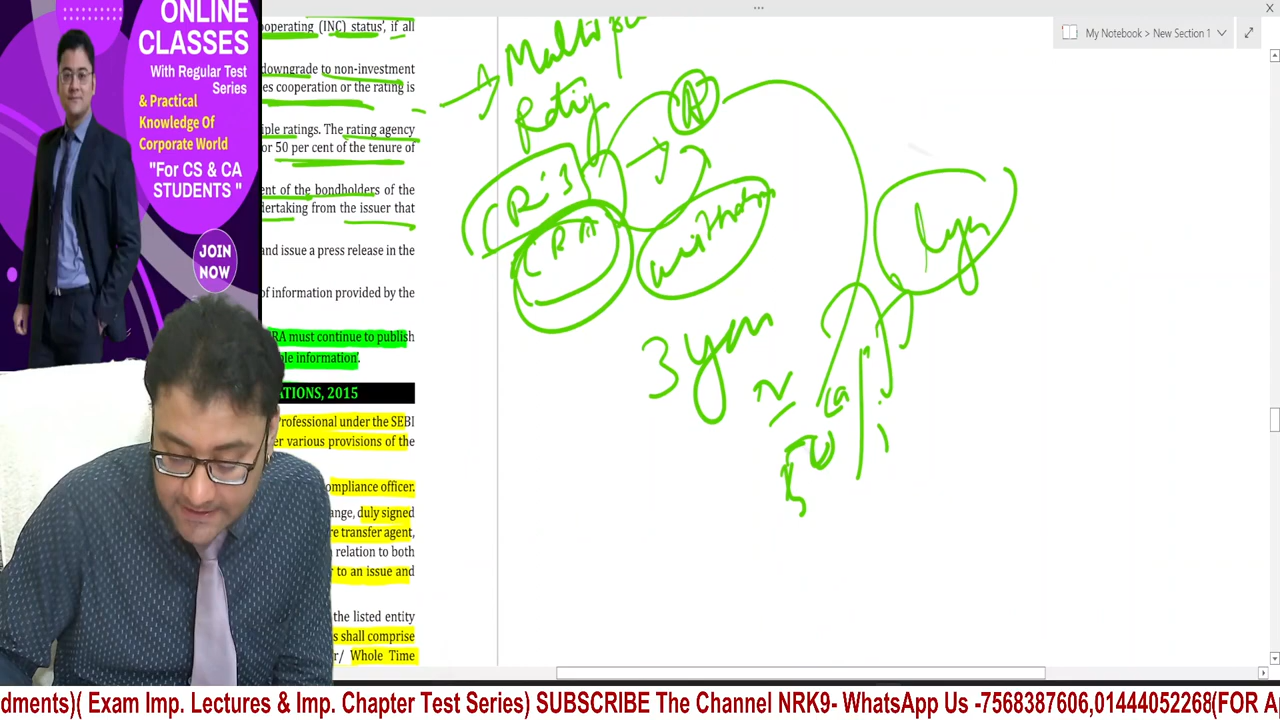 ONLINE
CLASSES
With Regular Test
Series
& Practical
Knowledge Of
Corporate World
"For CS & CA
STUDENTS "
JOIN
NOW
operating (INC) status', if all
downgrade to non-investment
es cooperation or the rating is
iple ratings. The rating agency
or 50 per cent of the tenure of
ent of the bondholders of the
dertaking from the issuer that
and issue a press release in the
of information provided by the
RA must continue to publish
ble information'.
ATIONS, 2015
Professional under the SEBI
er various provisions of the
ompliance officer.
ange, duly signed
re transfer agent,
relation to both
y to an issue and
the listed entity
s shall comprise
r/ Whole Time
My Notebook > New Section 1
3 year
50
dments)( Exam Imp. Lectures & Imp. Chapter Test Series) SUBSCRIBE The Channel NRK9- WhatsApp Us -7568387606,01444052268(FOR A